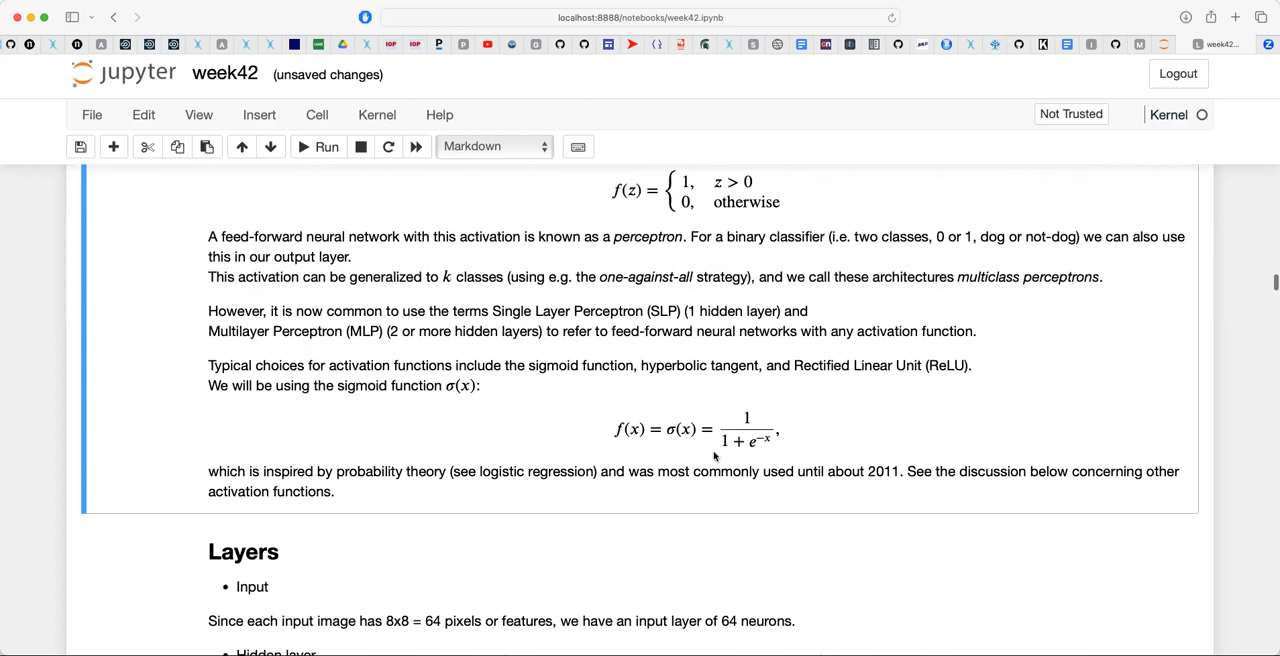 localhost:8888/notebooks/week42.ipynb
week42...
jupyter week42 (unsaved changes)
Logout
File Edit View Insert Cell Kernel Help
Not Trusted
Kernel
Run
Markdown
f(z) = { 1, z > 0
0, otherwise
A feed-forward neural network with this activation is known as a perceptron. For a binary classifier (i.e. two classes, 0 or 1, dog or not-dog) we can also use
this in our output layer.
This activation can be generalized to k classes (using e.g. the one-against-all strategy), and we call these architectures multiclass perceptrons.
However, it is now common to use the terms Single Layer Perceptron (SLP) (1 hidden layer) and
Multilayer Perceptron (MLP) (2 or more hidden layers) to refer to feed-forward neural networks with any activation function.
Typical choices for activation functions include the sigmoid function, hyperbolic tangent, and Rectified Linear Unit (ReLU).
We will be using the sigmoid function σ(x):
f(x) = σ(x) = 1 / (1 + e^{-x}),
which is inspired by probability theory (see logistic regression) and was most commonly used until about 2011. See the discussion below concerning other
activation functions.
Layers
• Input
Since each input image has 8x8 = 64 pixels or features, we have an input layer of 64 neurons.
• Hidden layer